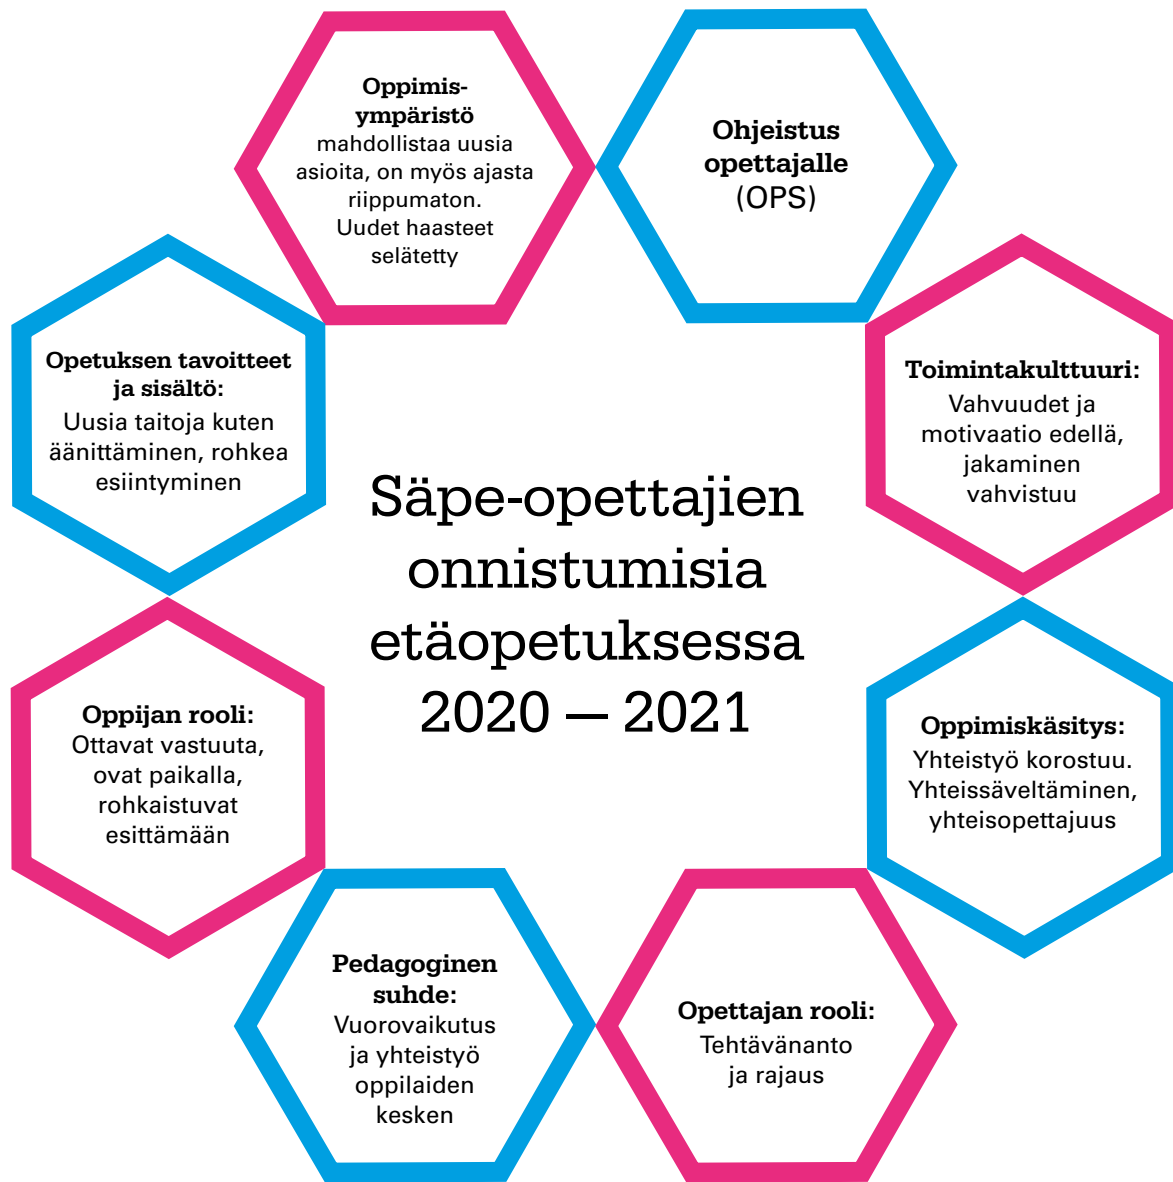 Oppimis-
ympäristö
mahdollistaa uusia
asioita, on myös ajasta
riippumaton.
Uudet haasteet
selätetty
Ohjeistus
opettajalle
(OPS)
Opetuksen tavoitteet
ja sisältö:
Uusia taitoja kuten
äänittäminen, rohkea
esiintyminen
Toimintakulttuuri:
Vahvuudet ja
motivaatio edellä,
jakaminen
vahvistuu
Säpe-opettajien
onnistumisia
etäopetuksessa
2020 — 2021
Oppijan rooli:
Ottavat vastuuta,
ovat paikalla,
rohkaistuvat
esittämään
Oppimiskäsitys:
Yhteistyö korostuu.
Yhteissäveltäminen,
yhteisopettajuus
Pedagoginen
suhde:
Vuorovaikutus
ja yhteistyö
oppilaiden
kesken
Opettajan rooli:
Tehtävänanto
ja rajaus